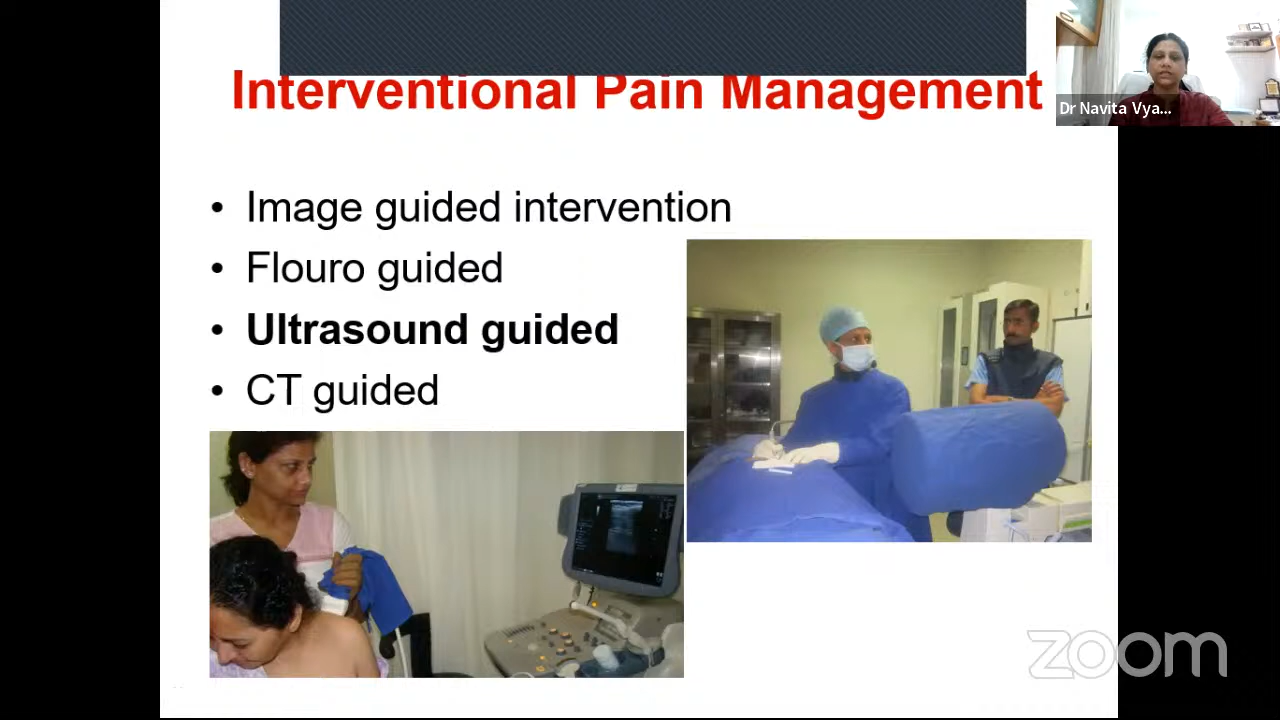 Interventional Pain Management
Dr Navita Vya...
• Image guided intervention
• Flouro guided
• Ultrasound guided
• CT guided
zoom